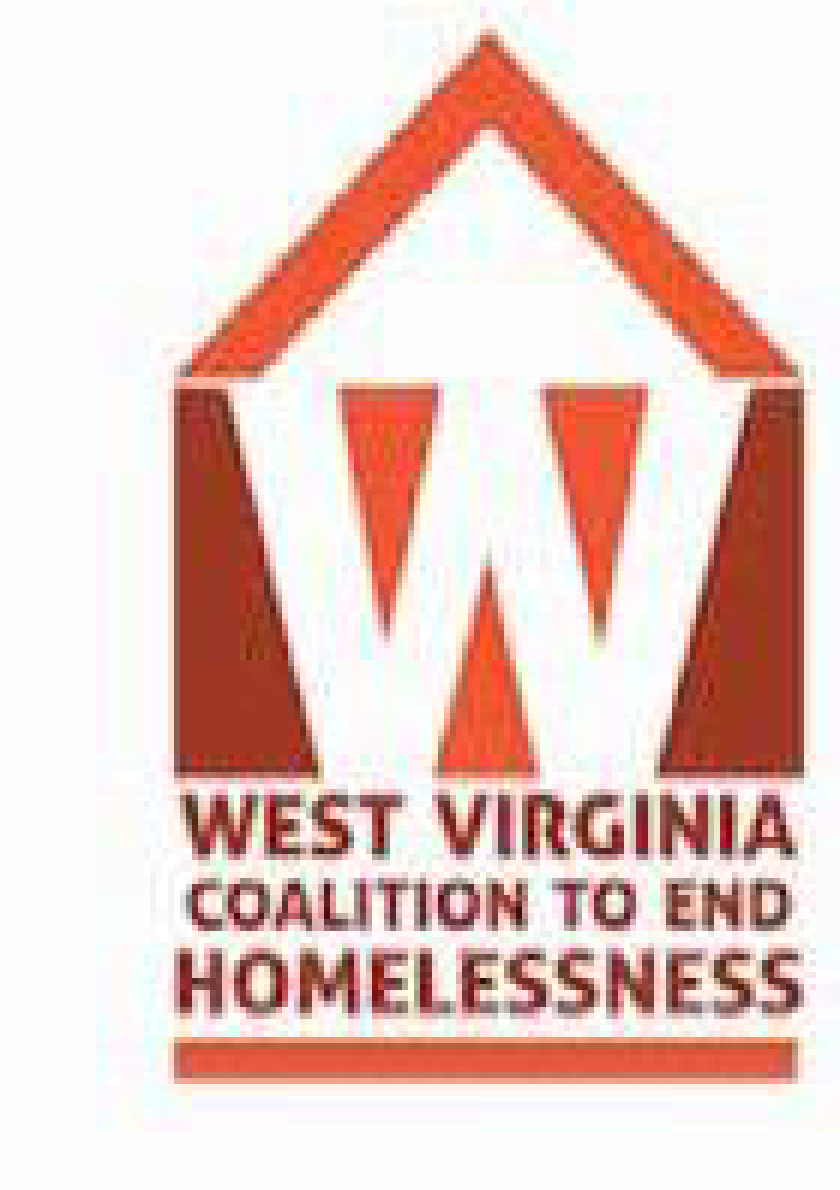 W
WEST VIRGINIA
COALITION TO END
HOMELESSNESS